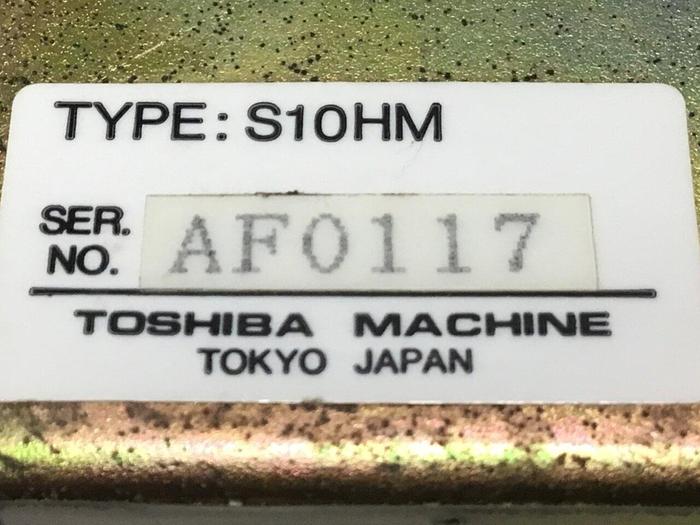 TYPE: S10HM
SER. NO. AF0117
TOSHIBA MACHINE
TOKYO JAPAN